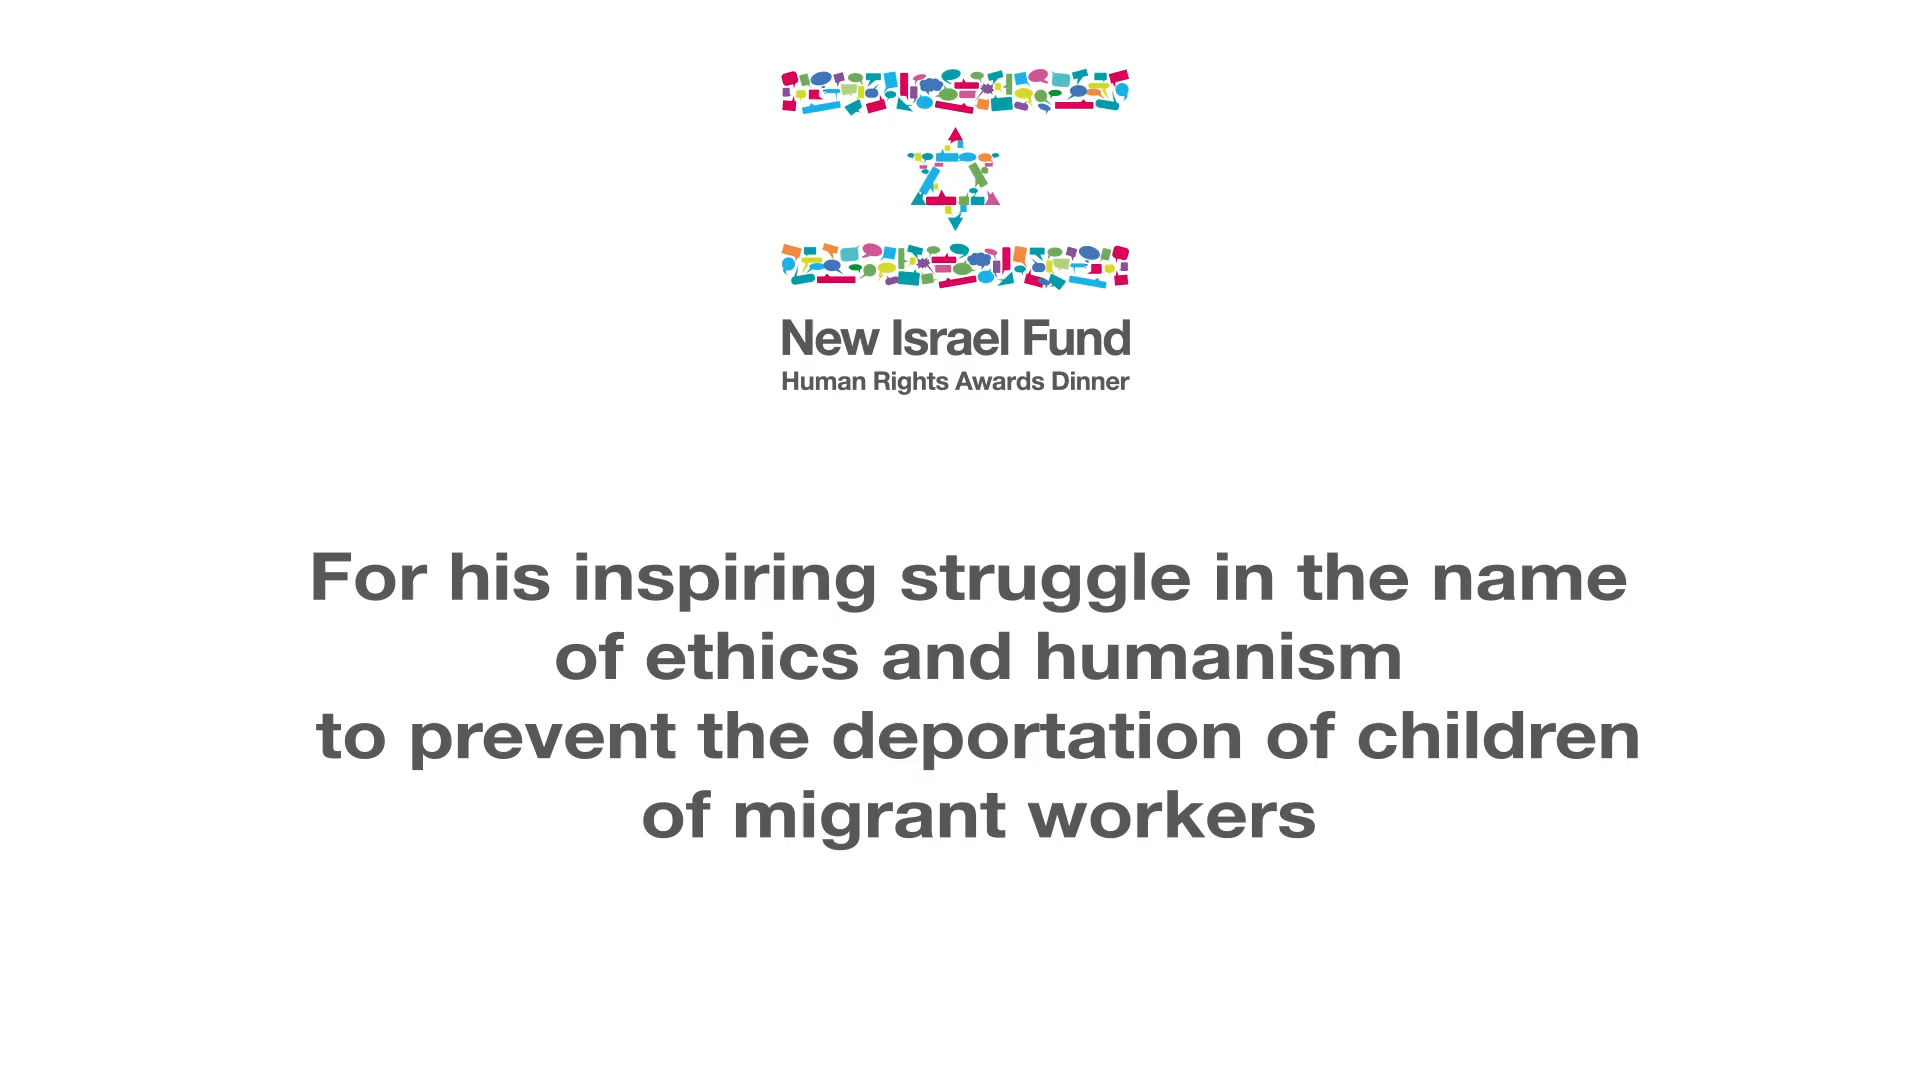 New Israel Fund
Human Rights Awards Dinner
For his inspiring struggle in the name
of ethics and humanism
to prevent the deportation of children
of migrant workers